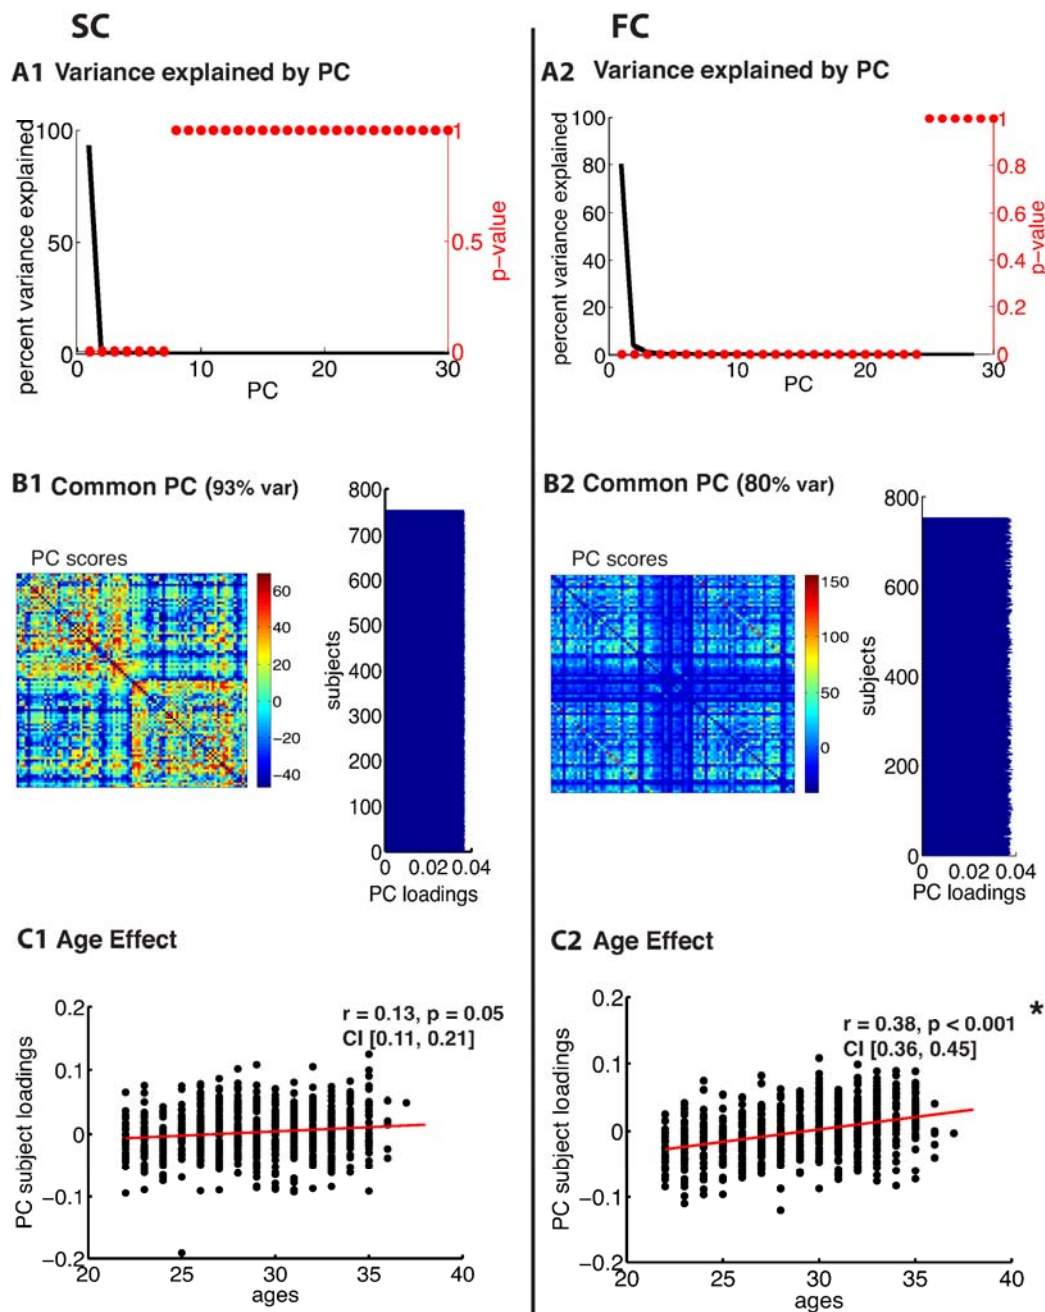 SC
FC
A1 Variance explained by PC
A2 Variance explained by PC
percent variance explained
100
50
0
0
10
20
30
PC
1
0.5
0
p-value
percent variance explained
100
80
60
40
20
0
0
10
20
30
PC
1
0.8
0.6
0.4
0.2
0
p-value
B1 Common PC (93% var)
PC scores
60
40
20
0
−20
−40
subjects
800
700
600
500
400
300
200
100
0
0
0.02
0.04
PC loadings
B2 Common PC (80% var)
PC scores
150
100
50
0
subjects
800
600
400
200
0
0
0.02
0.04
PC loadings
C1 Age Effect
PC subject loadings
0.2
0.1
0
−0.1
−0.2
r = 0.13, p = 0.05
CI [0.11, 0.21]
20
25
30
35
40
ages
C2 Age Effect
PC subject loadings
0.2
0.1
0
−0.1
−0.2
*
r = 0.38, p < 0.001
CI [0.36, 0.45]
20
25
30
35
40
ages